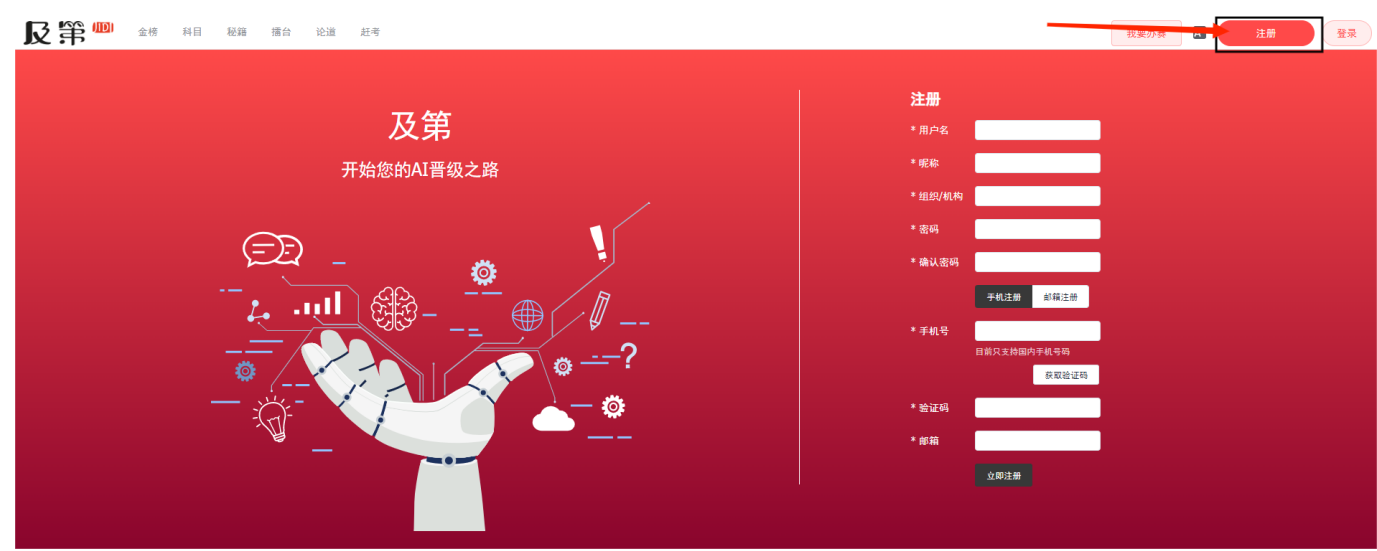 及第 JIDI
金榜 科目 秘籍 擂台 论道 赶考
我要办赛 注册 登录
及第
开始您的AI晋级之路
注册
* 用户名
* 昵称
* 组织/机构
* 密码
* 确认密码
手机注册 邮箱注册
* 手机号
目前只支持国内手机号码
获取验证码
* 验证码
* 邮箱
立即注册